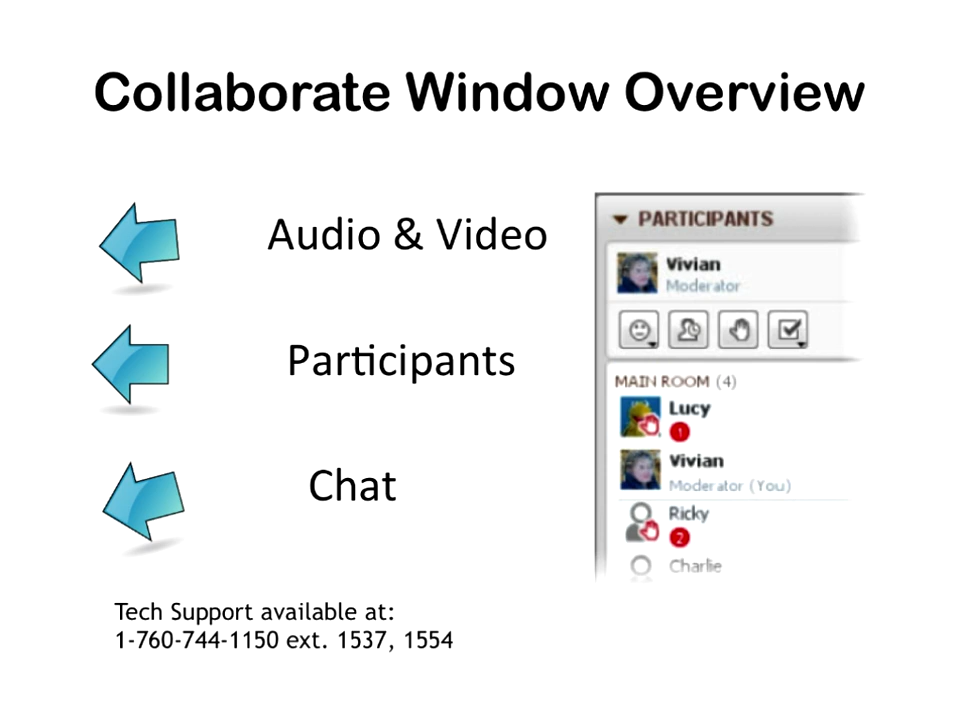 Collaborate Window Overview
Audio & Video
Participants
Chat
PARTICIPANTS
Vivian
Moderator
MAIN ROOM (4)
Lucy
1
Vivian
Moderator (You)
Ricky
2
Charlie
Tech Support available at:
1-760-744-1150 ext. 1537, 1554